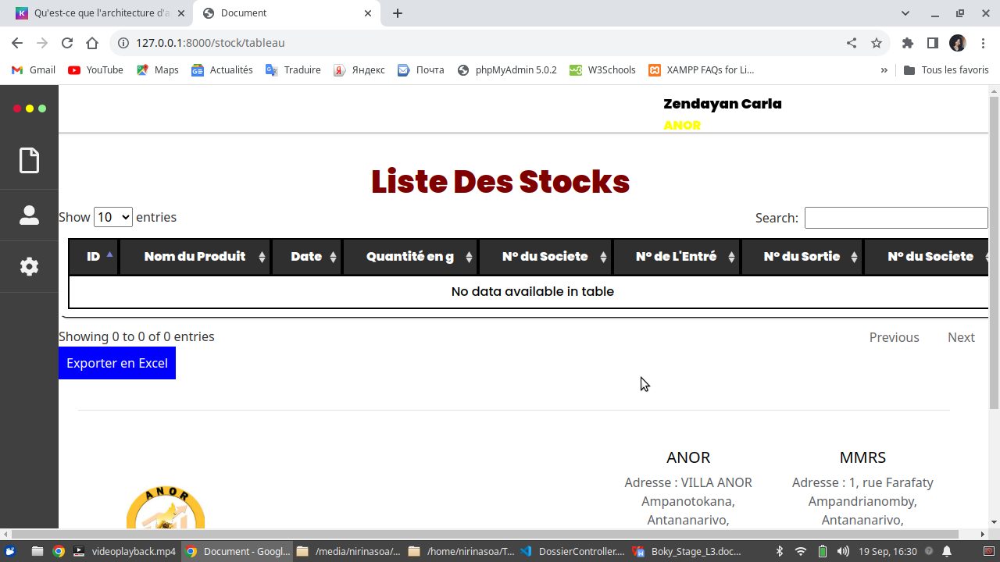 Qu'est-ce que l'architecture d'a
Document
127.0.0.1:8000/stock/tableau
Gmail YouTube Maps Actualités Traduire Яндекс Почта phpMyAdmin 5.0.2 W3Schools XAMPP FAQs for Li... » Tous les favoris
Zendayan Carla
ANOR
Liste Des Stocks
Show 10 entries
Search:
ID Nom du Produit Date Quantité en g Nº du Societe Nº de L'Entré Nº du Sortie Nº du Societe
No data available in table
Showing 0 to 0 of 0 entries
Previous Next
Exporter en Excel
ANOR
Adresse : VILLA ANOR
Ampanotokana,
Antananarivo,
MMRS
Adresse : 1, rue Farafaty
Ampandrianomby,
Antananarivo,
ANOR
videoplayback.mp4 Document - Googl... /media/nirinasoa/... /home/nirinasoa/T... DossierController.... Boky_Stage_L3.doc... 19 Sep, 16:30